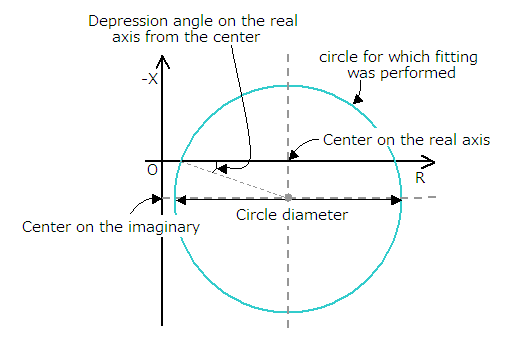 Depression angle on the real
axis from the center
circle for which fitting
was performed
-X
Center on the real axis
O
R
Circle diameter
Center on the imaginary